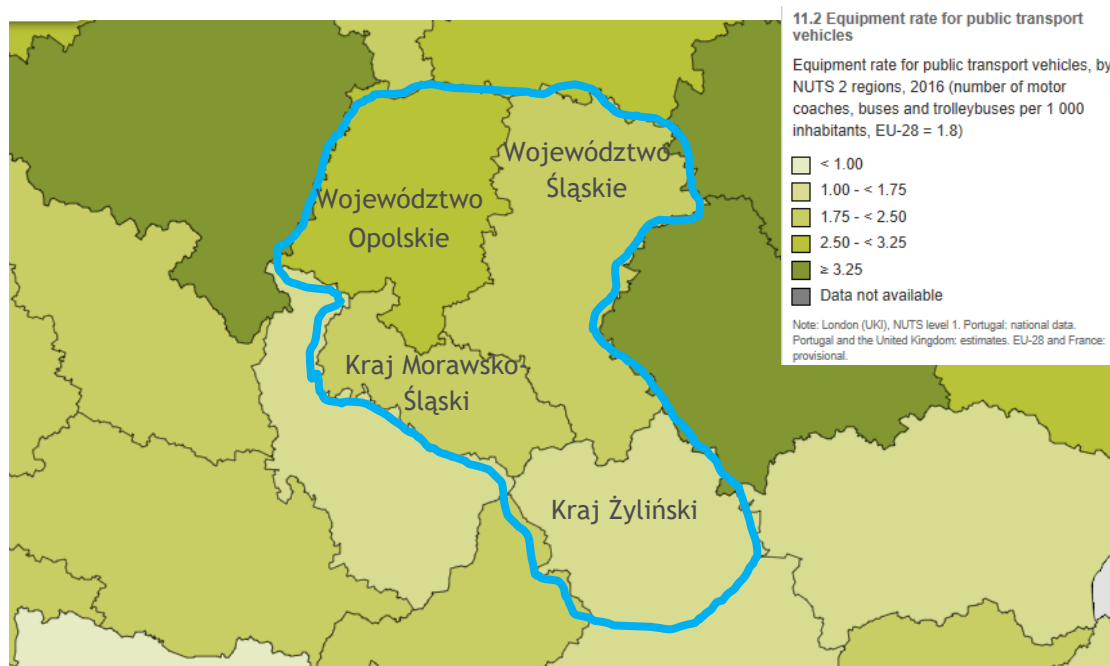 11.2 Equipment rate for public transport
vehicles
Equipment rate for public transport vehicles, by
NUTS 2 regions, 2016 (number of motor
coaches, buses and trolleybuses per 1 000
inhabitants, EU-28 = 1.8)
< 1.00
1.00 - < 1.75
1.75 - < 2.50
2.50 - < 3.25
≥ 3.25
Data not available
Note: London (UKI), NUTS level 1. Portugal: national data.
Portugal and the United Kingdom: estimates. EU-28 and France:
provisional.
Województwo
Śląskie
Województwo
Opolskie
Kraj Morawsko-
Śląski
Kraj Żyliński